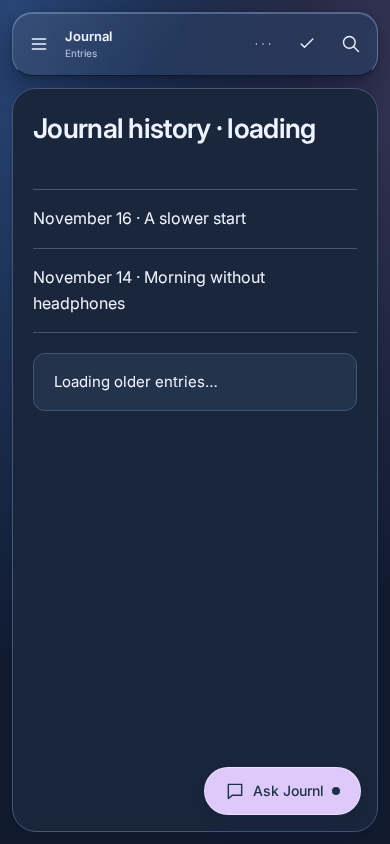 Journal
Entries
Journal history · loading
November 16 · A slower start
November 14 · Morning without
headphones
Loading older entries...
Ask Journl